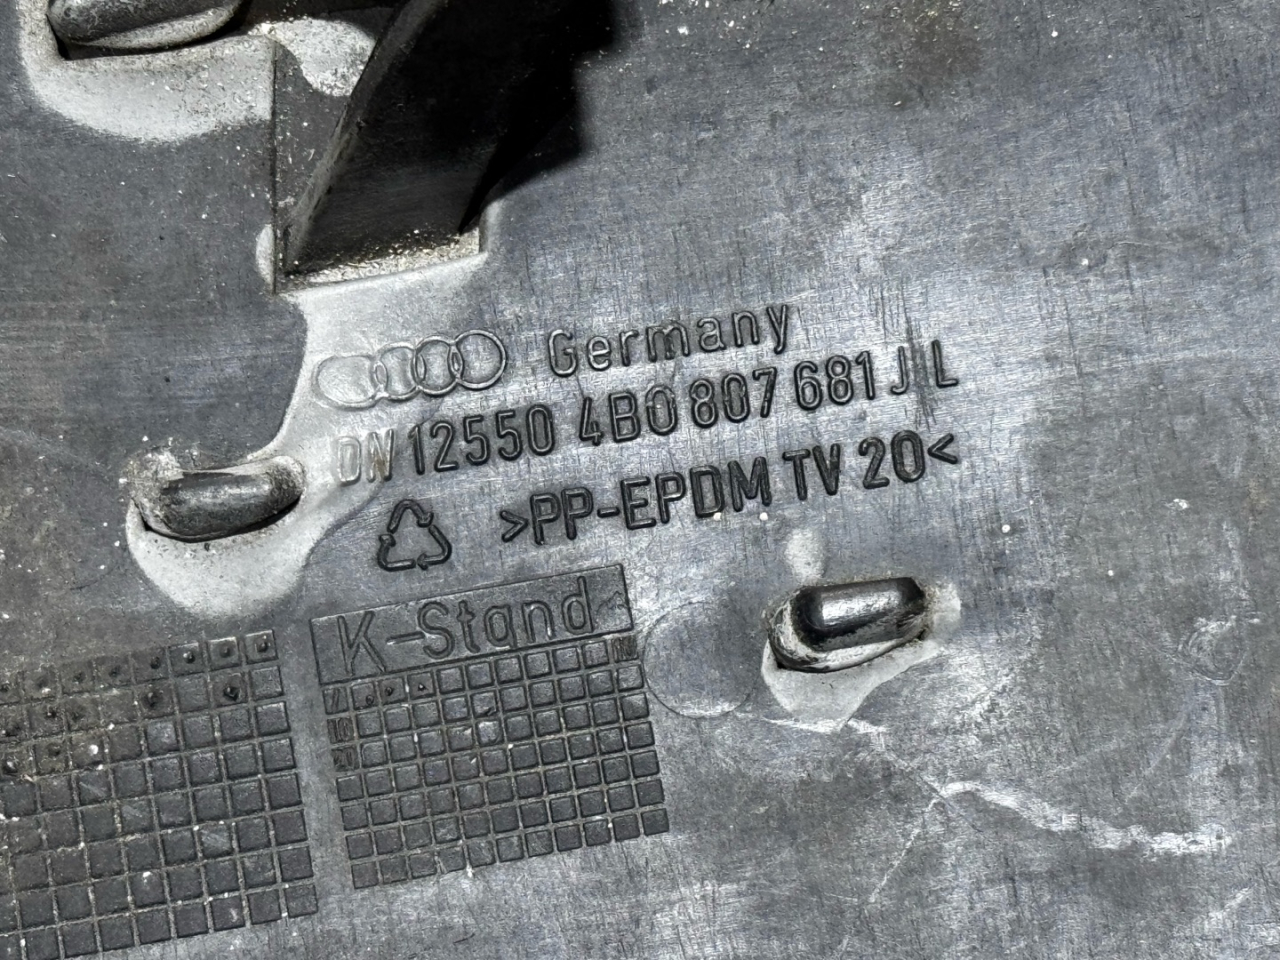 Germany
DN 12550 4B0 807 681 J L
>PP-EPDM TV 20<
K-Stand